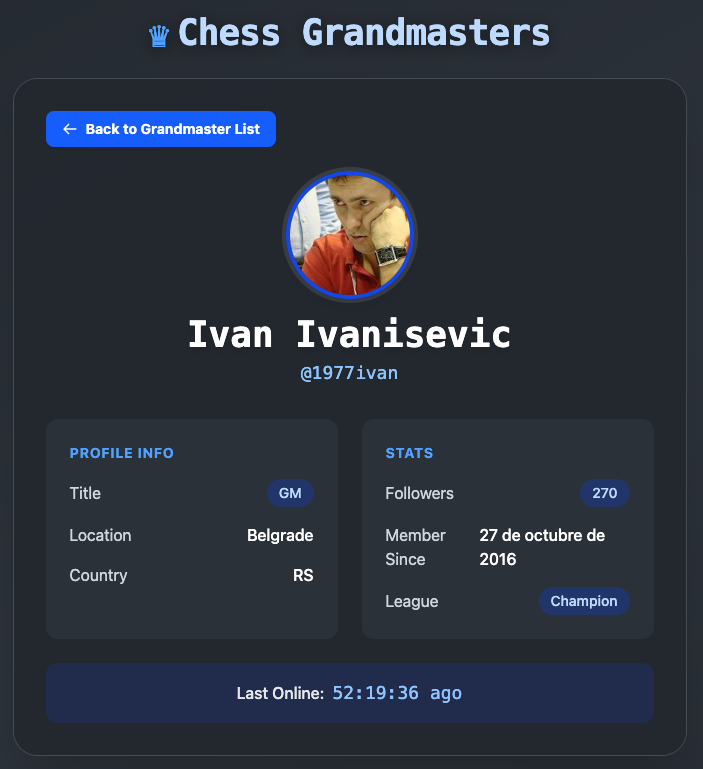 Chess Grandmasters
← Back to Grandmaster List
Ivan Ivanisevic
@1977ivan
PROFILE INFO
Title GM
Location Belgrade
Country RS
STATS
Followers 270
Member Since 27 de octubre de 2016
League Champion
Last Online: 52:19:36 ago